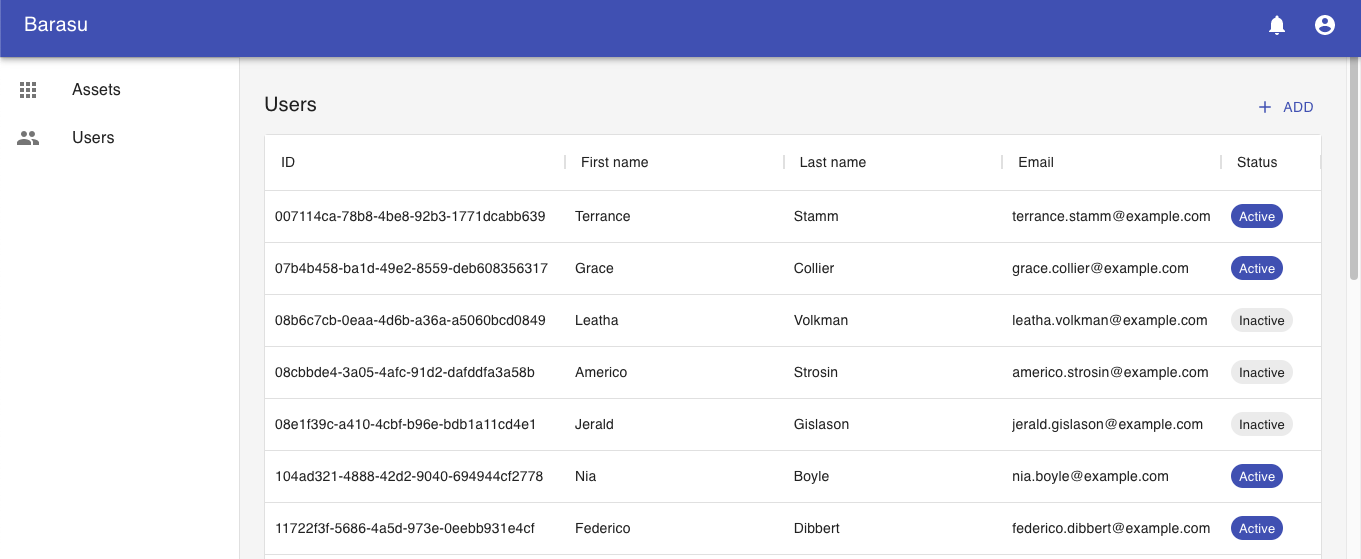 Barasu
Assets
Users
Users
+ ADD
ID First name Last name Email Status
007114ca-78b8-4be8-92b3-1771dcabb639 Terrance Stamm terrance.stamm@example.com Active
07b4b458-ba1d-49e2-8559-deb608356317 Grace Collier grace.collier@example.com Active
08b6c7cb-0eaa-4d6b-a36a-a5060bcd0849 Leatha Volkman leatha.volkman@example.com Inactive
08cbbde4-3a05-4afc-91d2-dafddfa3a58b Americo Strosin americo.strosin@example.com Inactive
08e1f39c-a410-4cbf-b96e-bdb1a11cd4e1 Jerald Gislason jerald.gislason@example.com Inactive
104ad321-4888-42d2-9040-694944cf2778 Nia Boyle nia.boyle@example.com Active
11722f3f-5686-4a5d-973e-0eebb931e4cf Federico Dibbert federico.dibbert@example.com Active